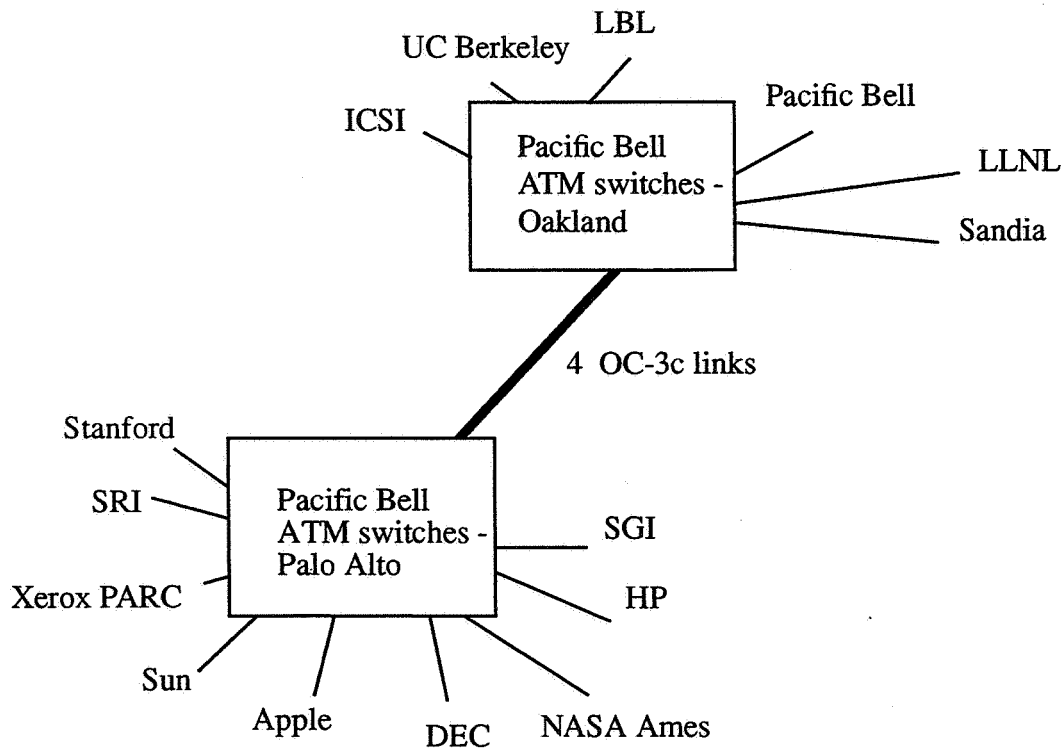 LBL
UC Berkeley
Pacific Bell
ICSI
Pacific Bell
ATM switches -
Oakland
LLNL
Sandia
4 OC-3c links
Stanford
SRI
Pacific Bell
ATM switches -
Palo Alto
SGI
Xerox PARC
HP
Sun
Apple
DEC
NASA Ames